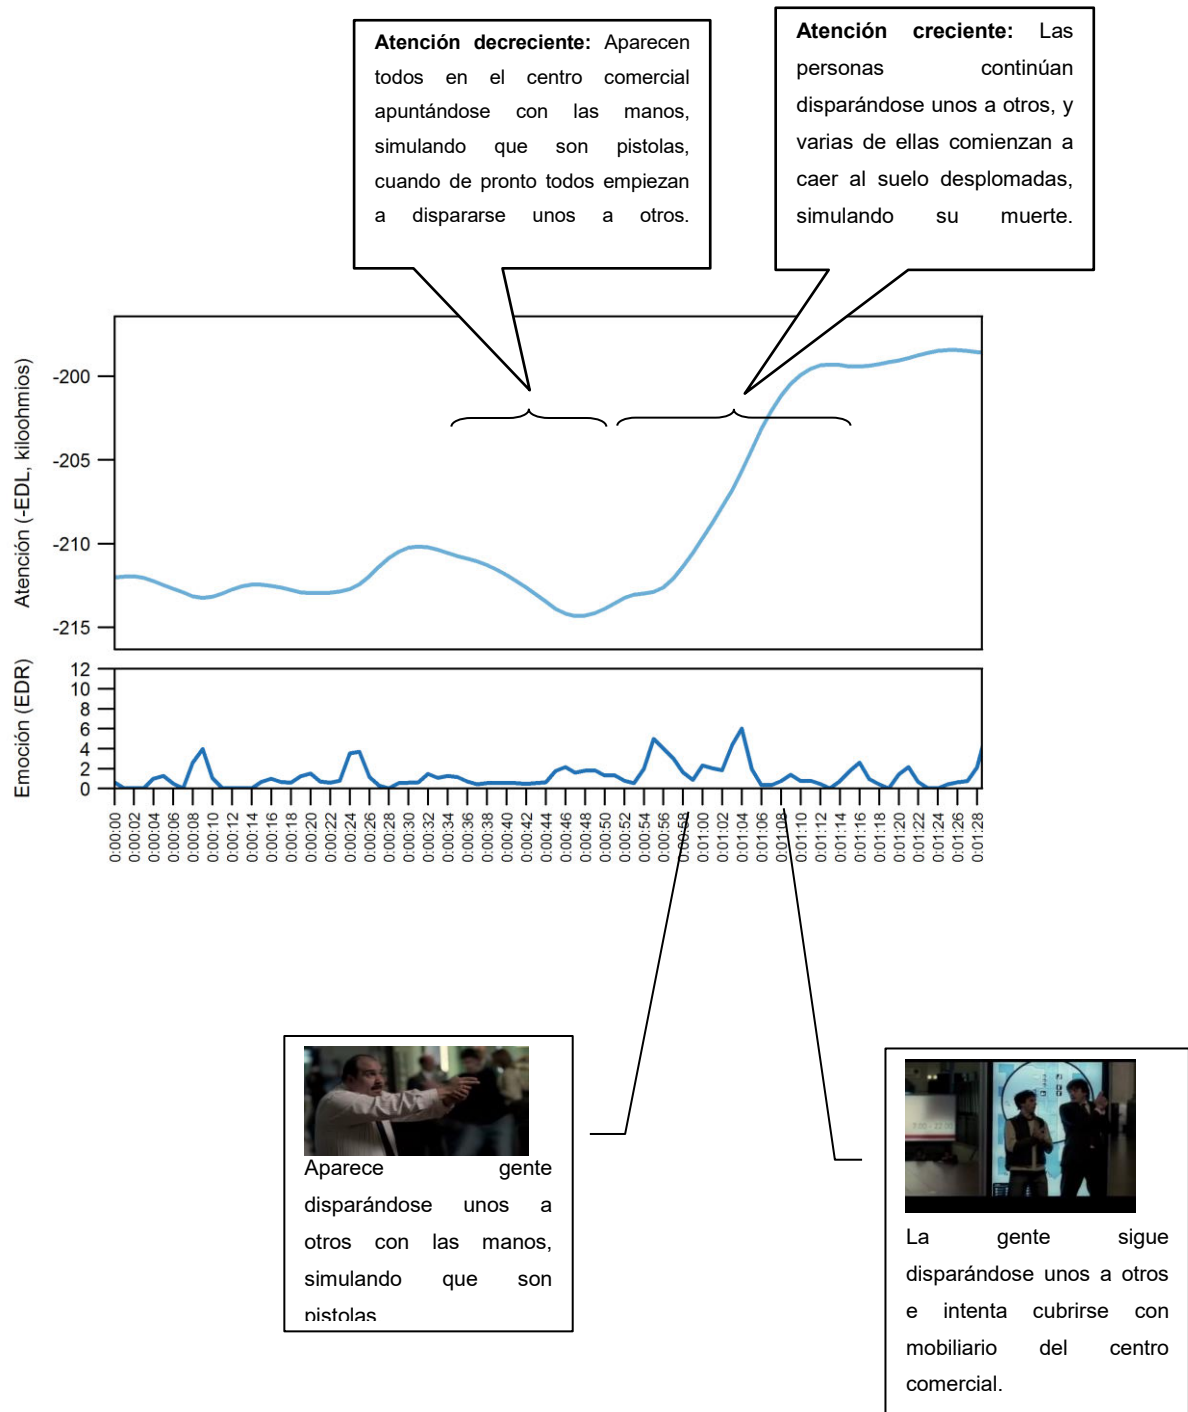 Atención decreciente: Aparecen
todos en el centro comercial
apuntándose con las manos,
simulando que son pistolas,
cuando de pronto todos empiezan
a dispararse unos a otros.
Atención creciente: Las
personas continúan
disparándose unos a otros, y
varias de ellas comienzan a
caer al suelo desplomadas,
simulando su muerte.
Atención (-EDL, kiloohmios)
-200
-205
-210
-215
Emoción (EDR)
12
10
8
6
4
2
0
0:00:00
0:00:02
0:00:04
0:00:06
0:00:08
0:00:10
0:00:12
0:00:14
0:00:16
0:00:18
0:00:20
0:00:22
0:00:24
0:00:26
0:00:28
0:00:30
0:00:32
0:00:34
0:00:36
0:00:38
0:00:40
0:00:42
0:00:44
0:00:46
0:00:48
0:00:50
0:00:52
0:00:54
0:00:56
0:00:58
0:01:00
0:01:02
0:01:04
0:01:06
0:01:08
0:01:10
0:01:12
0:01:14
0:01:16
0:01:18
0:01:20
0:01:22
0:01:24
0:01:26
0:01:28
Aparece gente
disparándose unos a
otros con las manos,
simulando que son
pistolas
La gente sigue
disparándose unos a otros
e intenta cubrirse con
mobiliario del centro
comercial.